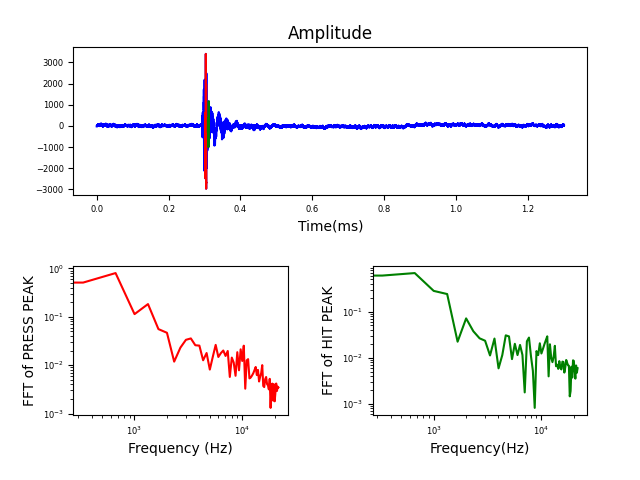 Amplitude
3000
2000
1000
0
−1000
−2000
−3000
0.0 0.2 0.4 0.6 0.8 1.0 1.2
Time(ms)
FFT of PRESS PEAK
10⁰
10⁻¹
10⁻²
10⁻³
10³ 10⁴
Frequency (Hz)
FFT of HIT PEAK
10⁻¹
10⁻²
10⁻³
10³ 10⁴
Frequency(Hz)